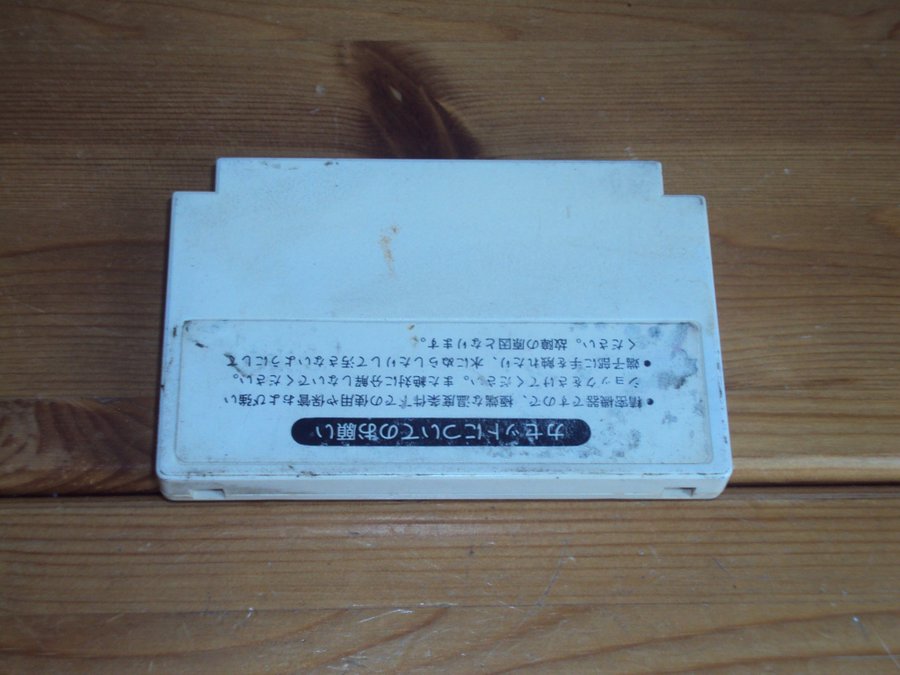 カセットについてのお願い
●精密機器ですので、極端な温度条件下での使用や保管および強い
ショックをさけてください。また絶対に分解しないでください。
●端子部に手を触れたり、水にぬらしたりして汚さないようにして
ください。故障の原因となります。